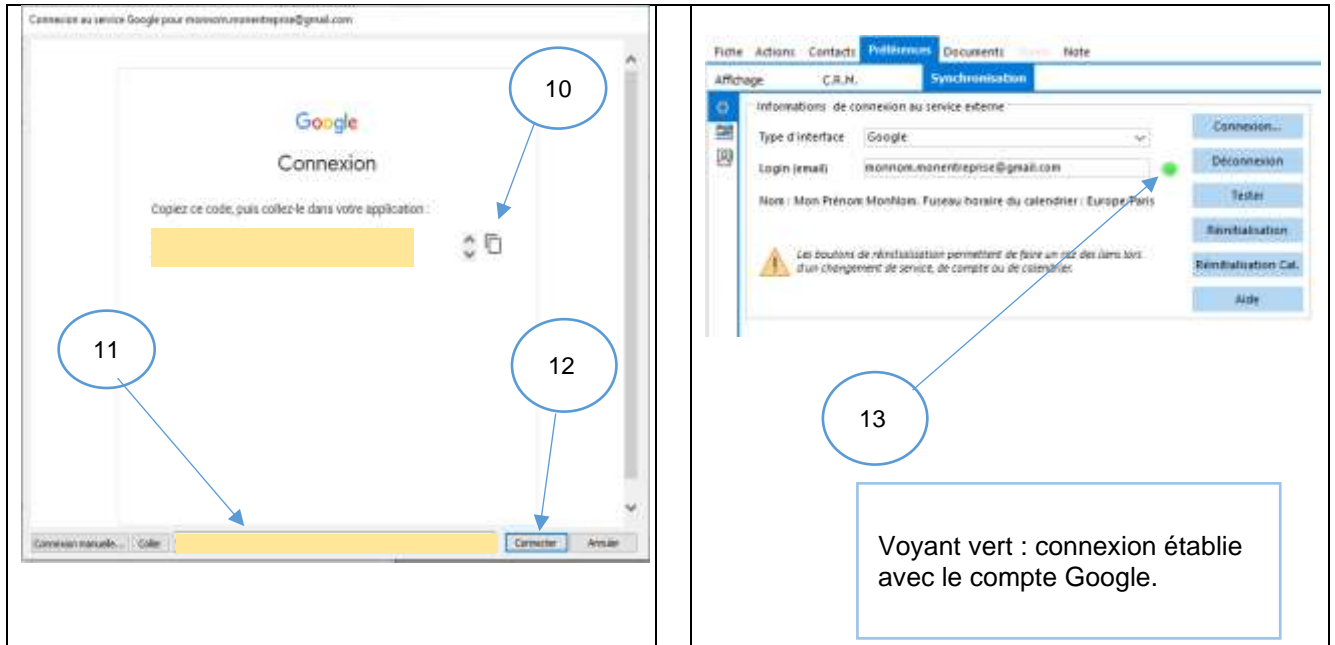 Connexion au service Google pour monnom.monentreprise@gmail.com
10
Google
Connexion
Copiez ce code, puis collez-le dans votre application :
11
12
Connexion manuelle... Coller Connecter Annuler
Fiche Actions Contacts Préférences Documents Note
Affichage C.R.M. Synchronisation
Informations de connexion au service externe
Type d'interface Google
Login (email) monnom.monentreprise@gmail.com
Nom : Mon Prénom MonNom. Fuseau horaire du calendrier : Europe/Paris
Les boutons de réinitialisation permettent de faire un raz des liens lors
d'un changement de service, de compte ou de calendrier.
Connexion...
Déconnexion
Tester
Réinitialisation
Réinitialisation Cal.
Aide
13
Voyant vert : connexion établie
avec le compte Google.